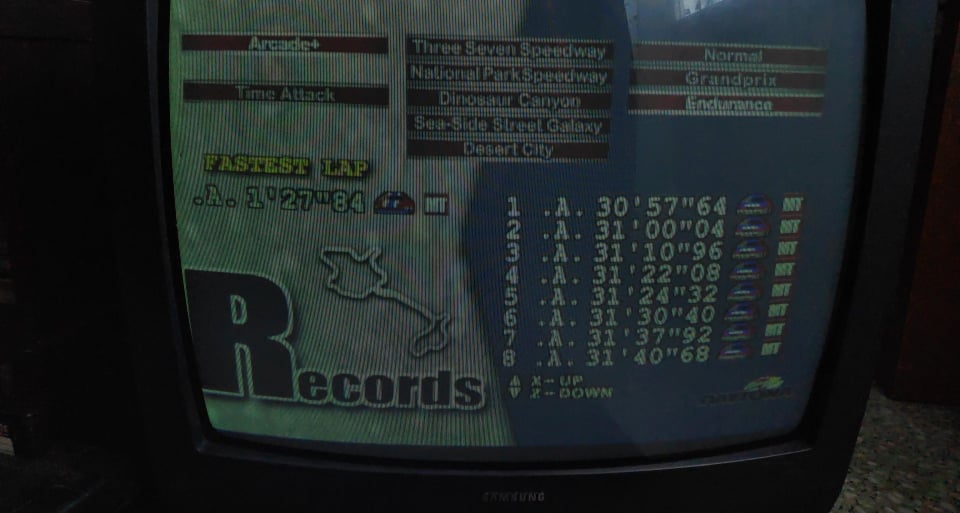 Arcade+
Time Attack
Three Seven Speedway
National Park Speedway
Dinosaur Canyon
Sea-Side Street Galaxy
Desert City
Normal
Grandprix
Endurance
FASTEST LAP
.A. 1'27"84 MT
1 .A. 30'57"64 MT
2 .A. 31'00"04 MT
3 .A. 31'10"96 MT
4 .A. 31'22"08 MT
5 .A. 31'24"32 MT
6 .A. 31'30"40 MT
7 .A. 31'37"92 MT
8 .A. 31'40"68 MT
Records
X-UP
Z-DOWN
DAYTONA
SAMSUNG